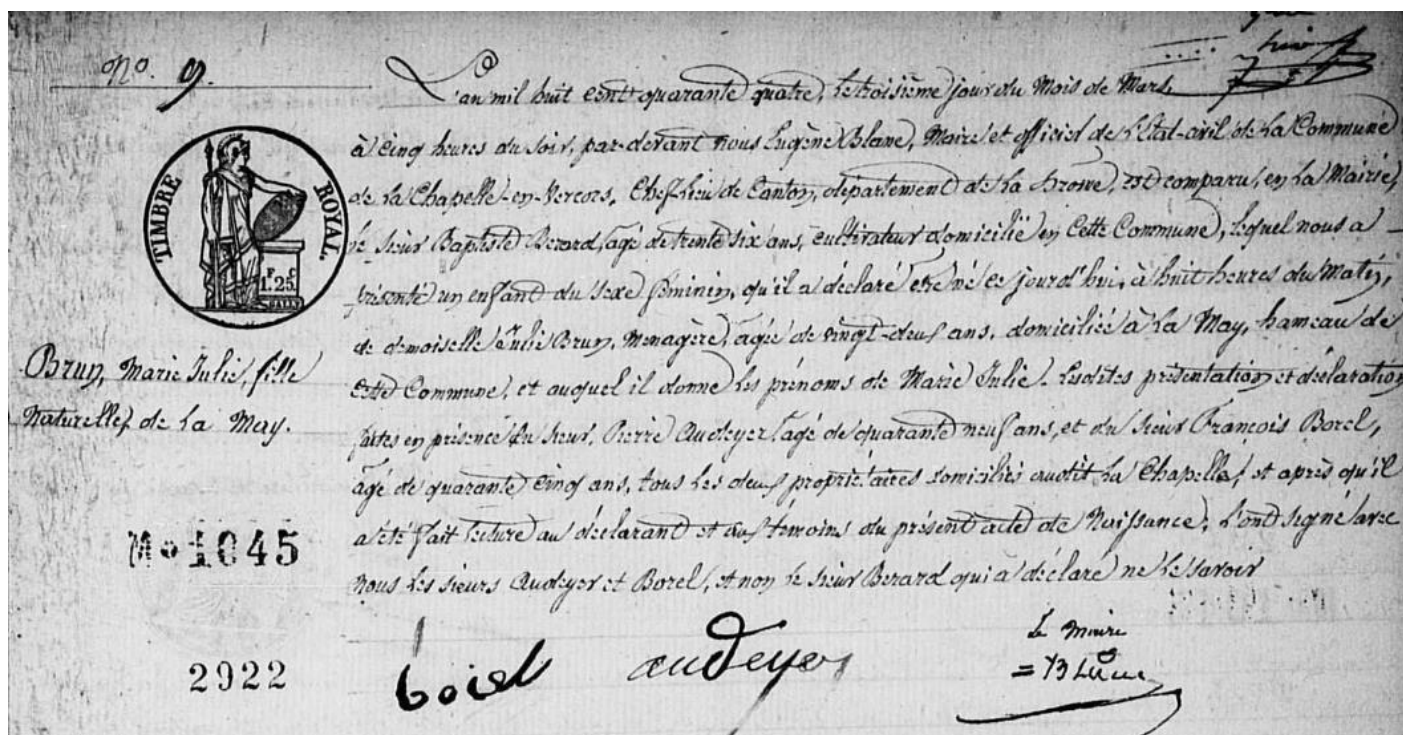 No. 9.
L'an mil huit cent quarante quatre, le troisième jour du Mois de Mars,
à Cinq heures du soir, par-devant nous Eugène Blanc, Maire et officier de l'Etat-civil de la Commune
de la Chapelle-en-Vercors, Chef-lieu de Canton, département de la Drome, est comparu, en la Mairie,
le sieur Baptiste Berard, agé de trente six ans, cultivateur domicilié en Cette Commune, lequel nous a
présenté un enfant du sexe féminin, qu'il a déclaré etre né ce jourd'hui, à huit heures du Matin,
de demoiselle Julie Brun, Menagère, agée de vingt-deux ans, domiciliée à La May, hameau de
Cette Commune, et auquel il donne les prénoms de Marie Julie. Lesdites présentation et déclaration
faites en présence du sieur, Pierre Audeyer, agé de quarante neuf ans, et du sieur François Borel,
âgé de quarante Cinq ans, tous les deux propriétaires domiciliés audit La Chapelle, et après qu'il
a été fait lecture au déclarant et aux témoins du présent acte de Naissance, l'ont signé avec
nous les sieurs Audeyer et Borel, et non le sieur Berard qui a déclaré ne le savoir
TIMBRE ROYAL.
F. C
1.25
Brun, Marie Julie, fille
Naturelle, de La May.
No 1045
2922
borel
audeyer
Le Maire
Blanc